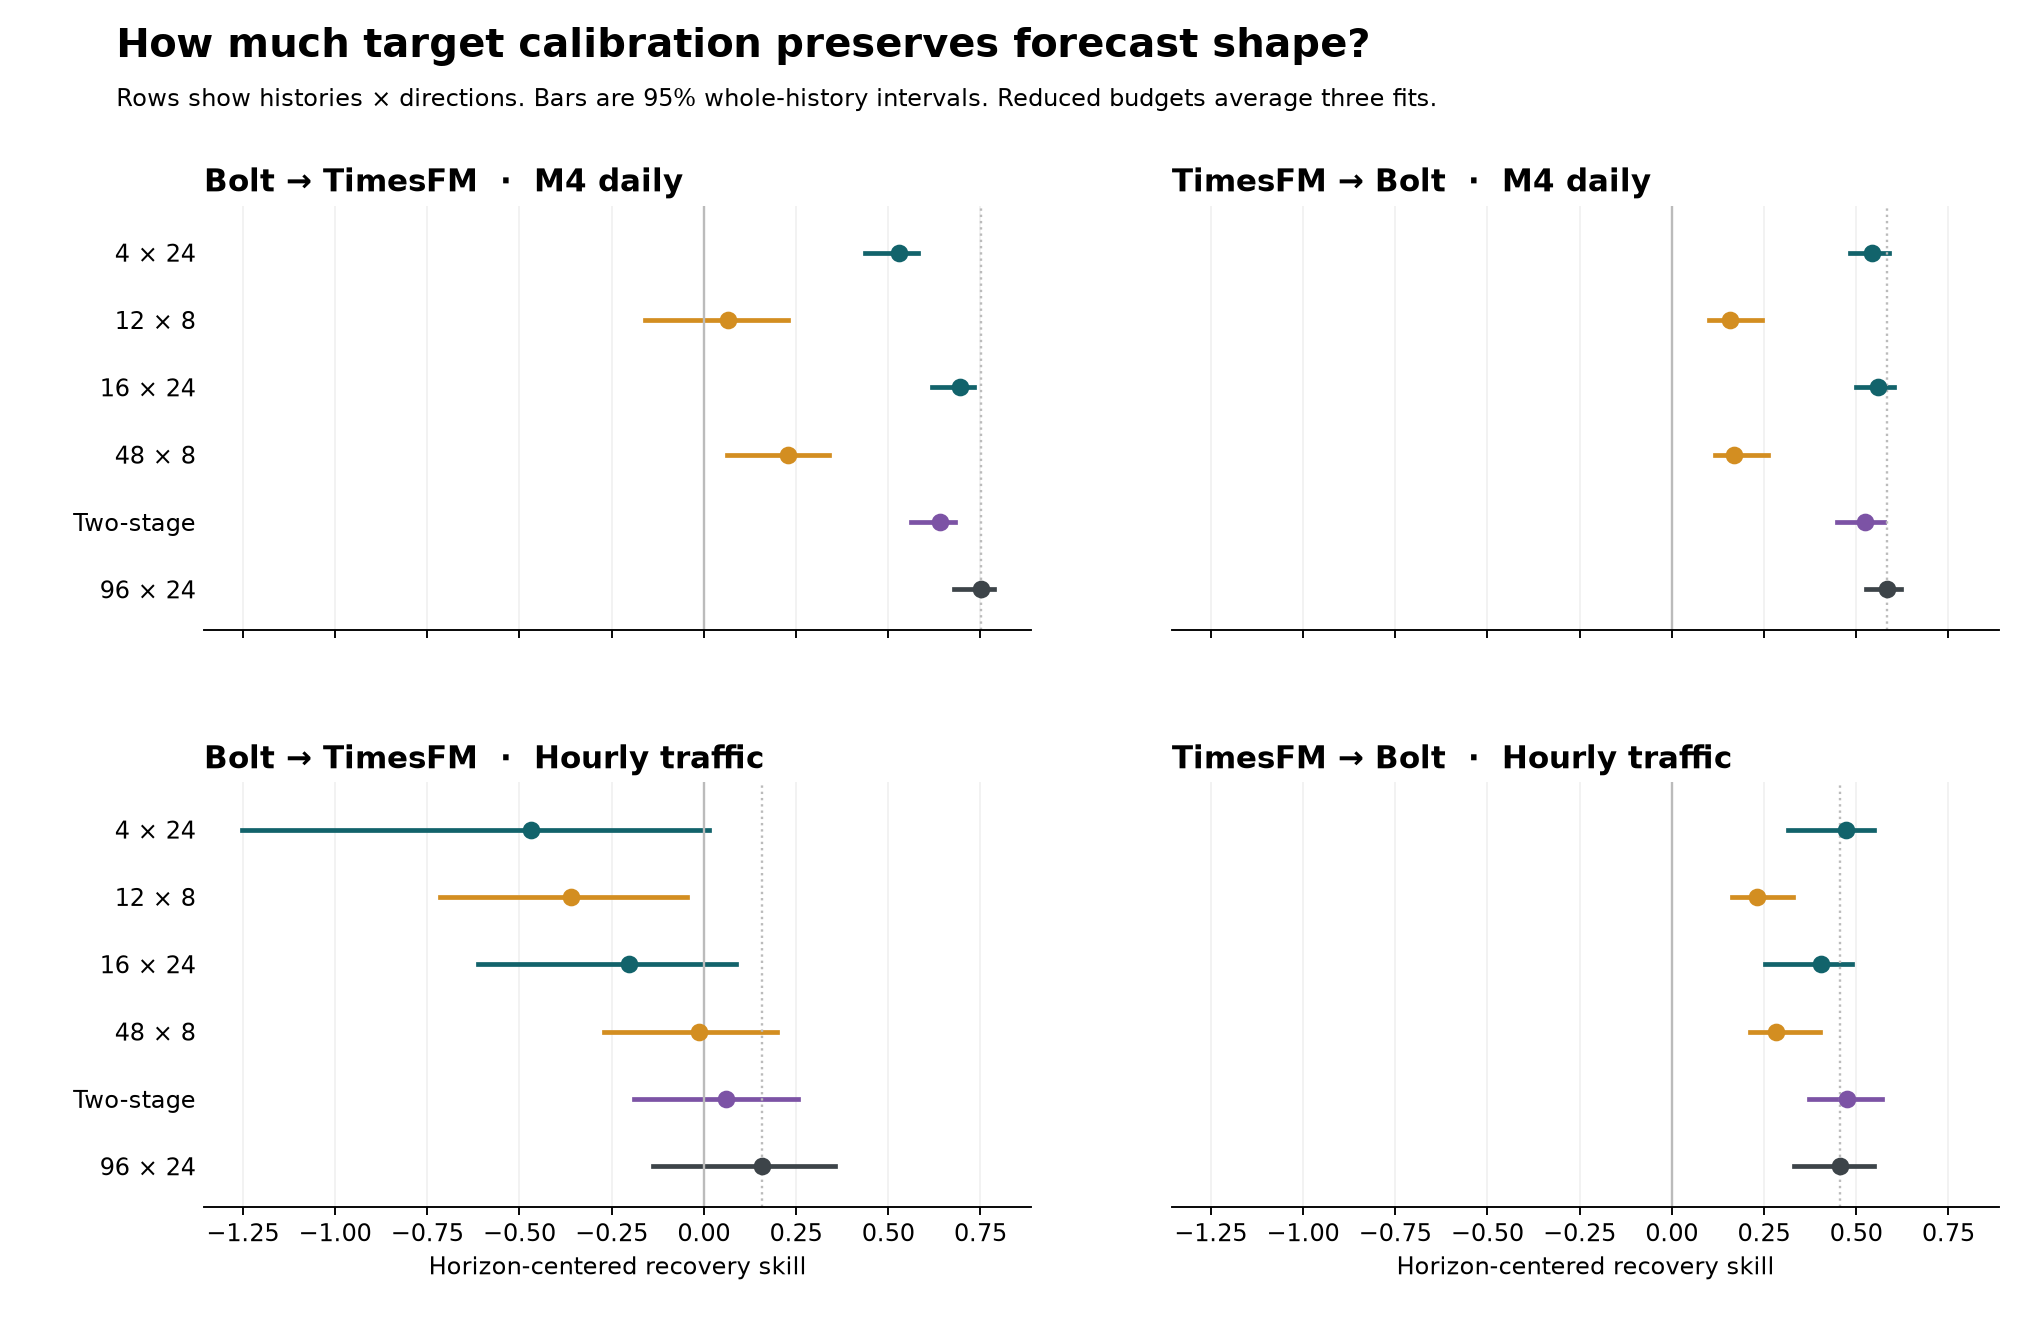 How much target calibration preserves forecast shape?
Rows show histories × directions. Bars are 95% whole-history intervals. Reduced budgets average three fits.
Bolt → TimesFM · M4 daily
TimesFM → Bolt · M4 daily
4 × 24
12 × 8
16 × 24
48 × 8
Two-stage
96 × 24
Bolt → TimesFM · Hourly traffic
TimesFM → Bolt · Hourly traffic
4 × 24
12 × 8
16 × 24
48 × 8
Two-stage
96 × 24
−1.25 −1.00 −0.75 −0.50 −0.25 0.00 0.25 0.50 0.75
−1.25 −1.00 −0.75 −0.50 −0.25 0.00 0.25 0.50 0.75
Horizon-centered recovery skill
Horizon-centered recovery skill